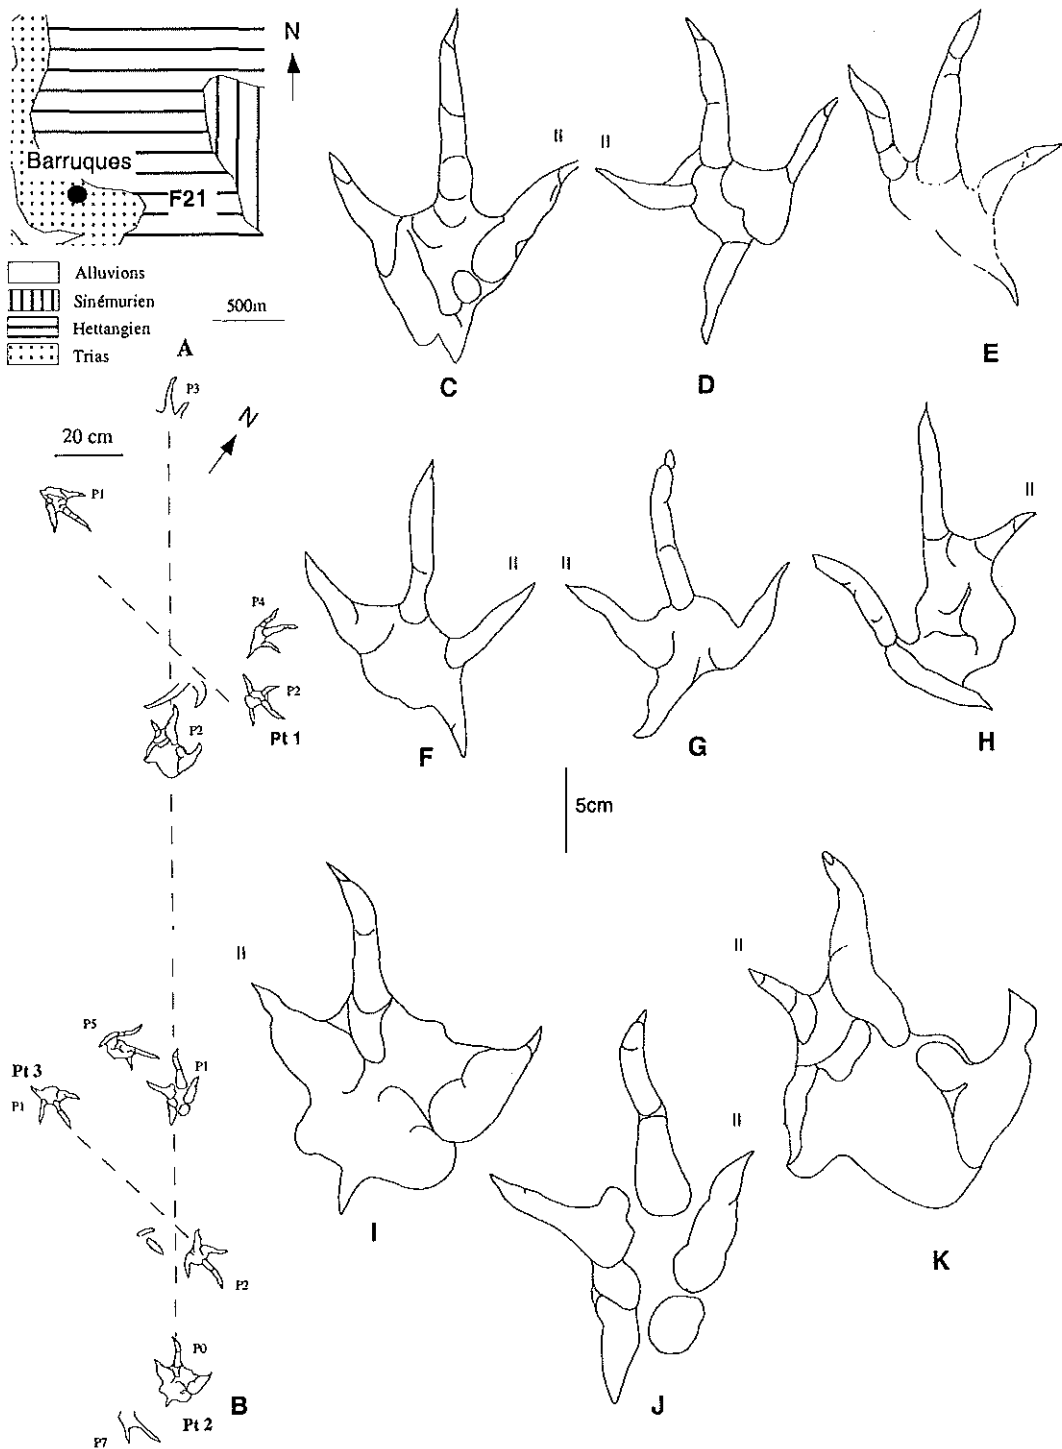 N
Barruques
F21
Alluvions
Sinémurien
Hettangien
Trias
500m
A
II
II
C
D
E
P3
N
20 cm
P1
P4
P2
Pt 1
P2
II
II
II
F
G
H
5cm
II
II
II
P5
Pt 3
P1
P1
P2
P0
Pt 2
P7
B
I
J
K